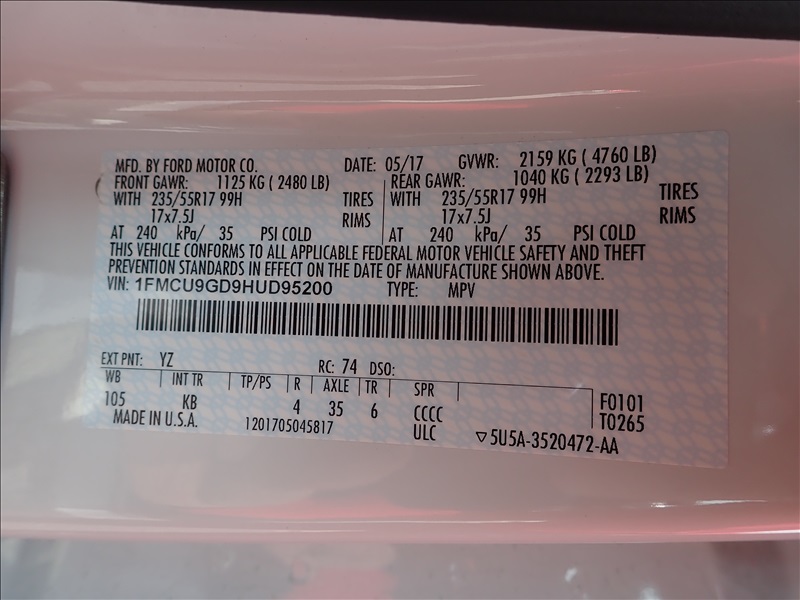 MFD. BY FORD MOTOR CO. DATE: 05/17 GVWR: 2159 KG ( 4760 LB)
FRONT GAWR: 1125 KG ( 2480 LB) REAR GAWR: 1040 KG ( 2293 LB)
WITH 235/55R17 99H TIRES WITH 235/55R17 99H TIRES
17x7.5J RIMS 17x7.5J RIMS
AT 240 kPa/ 35 PSI COLD AT 240 kPa/ 35 PSI COLD
THIS VEHICLE CONFORMS TO ALL APPLICABLE FEDERAL MOTOR VEHICLE SAFETY AND THEFT
PREVENTION STANDARDS IN EFFECT ON THE DATE OF MANUFACTURE SHOWN ABOVE.
VIN: 1FMCU9GD9HUD95200 TYPE: MPV
EXT PNT: YZ RC: 74 DSO:
WB INT TR TP/PS R AXLE TR SPR
105 KB 4 35 6 CCCC F0101
MADE IN U.S.A. 1201705045817 ULC T0265
▽5U5A-3520472-AA